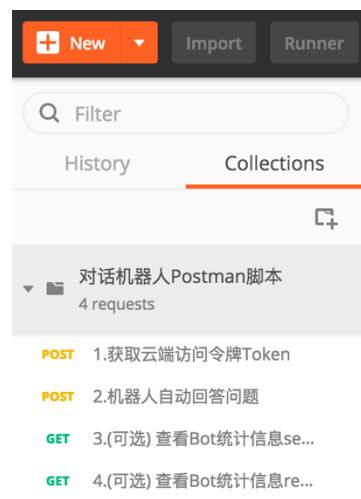 New
Import
Runner
Filter
History
Collections
对话机器人Postman脚本
4 requests
POST 1.获取云端访问令牌Token
POST 2.机器人自动回答问题
GET 3.(可选) 查看Bot统计信息se...
GET 4.(可选) 查看Bot统计信息re...